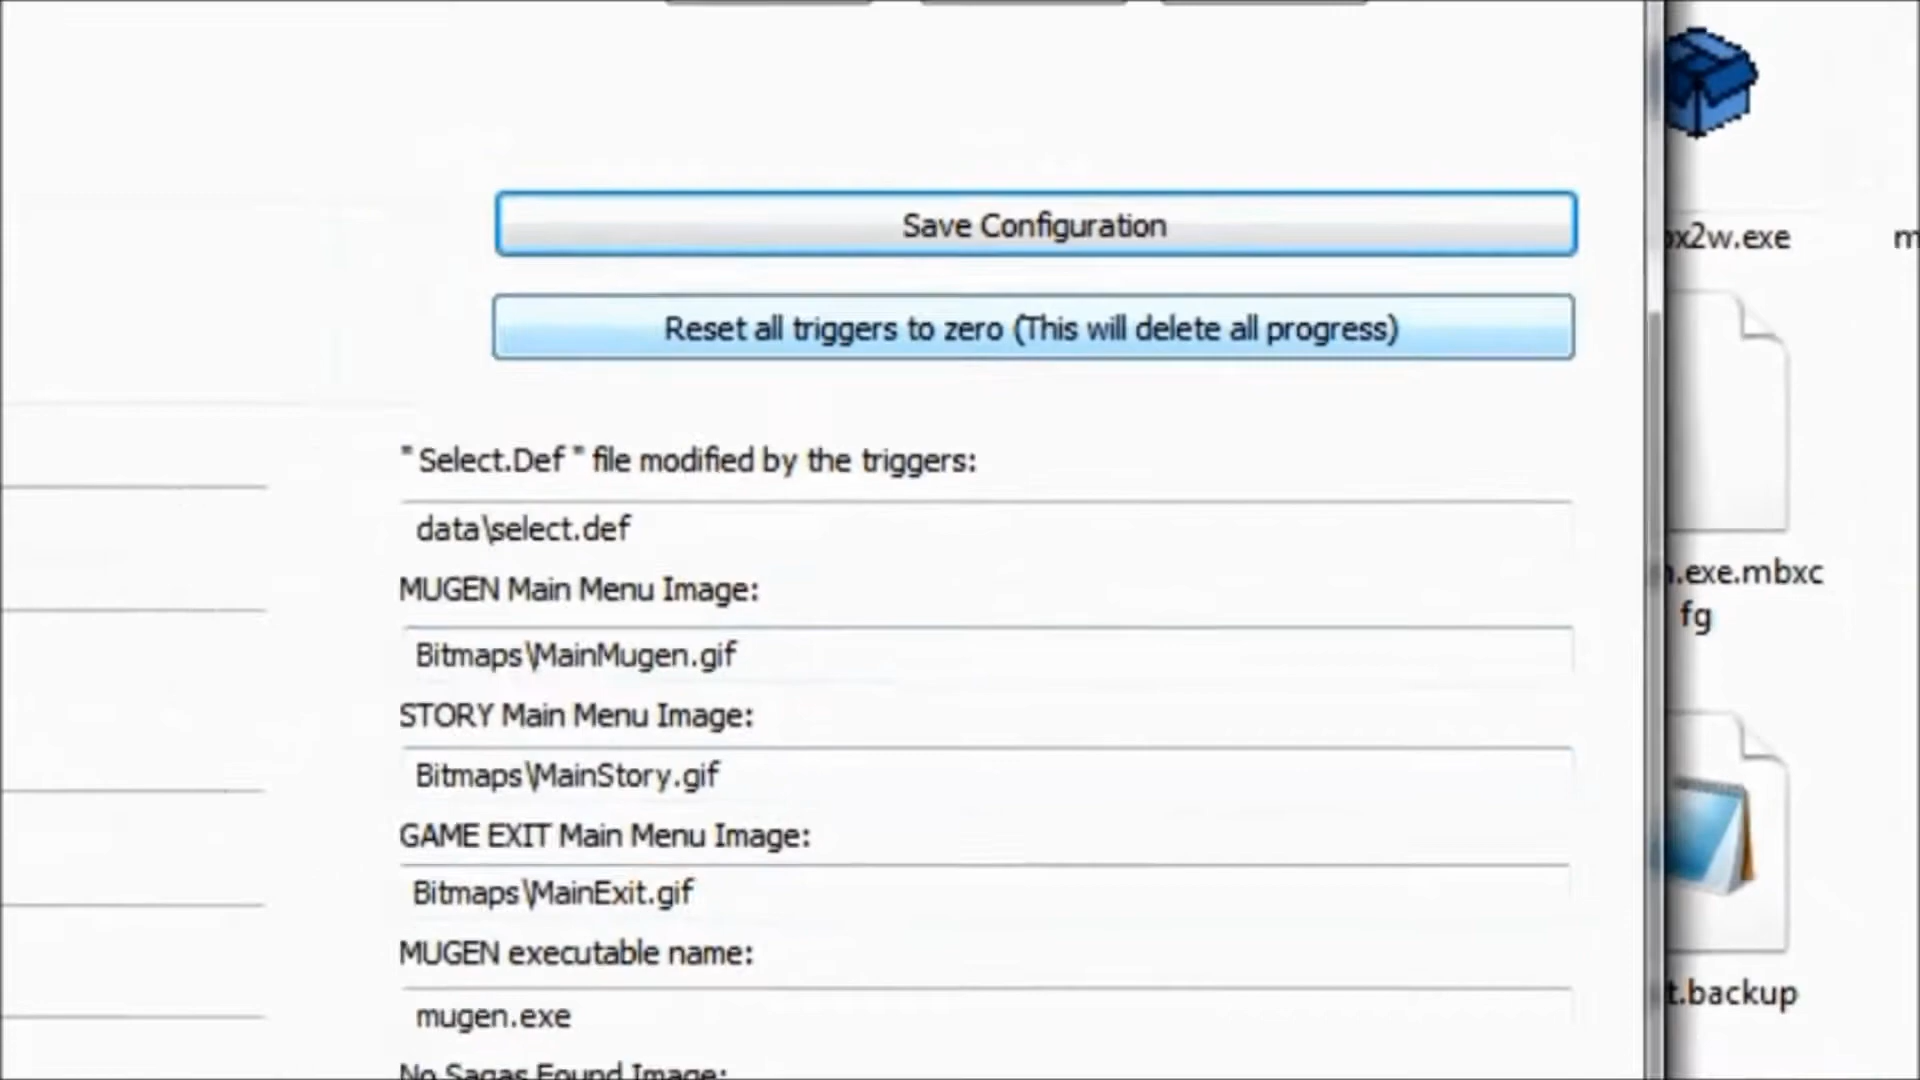 Save Configuration
Reset all triggers to zero (This will delete all progress)
" Select.Def " file modified by the triggers:
data\select.def
MUGEN Main Menu Image:
Bitmaps\MainMugen.gif
STORY Main Menu Image:
Bitmaps\MainStory.gif
GAME EXIT Main Menu Image:
Bitmaps\MainExit.gif
MUGEN executable name:
mugen.exe
No Sagas Found Image:
ox2w.exe
m
.exe.mbxc
fg
t.backup